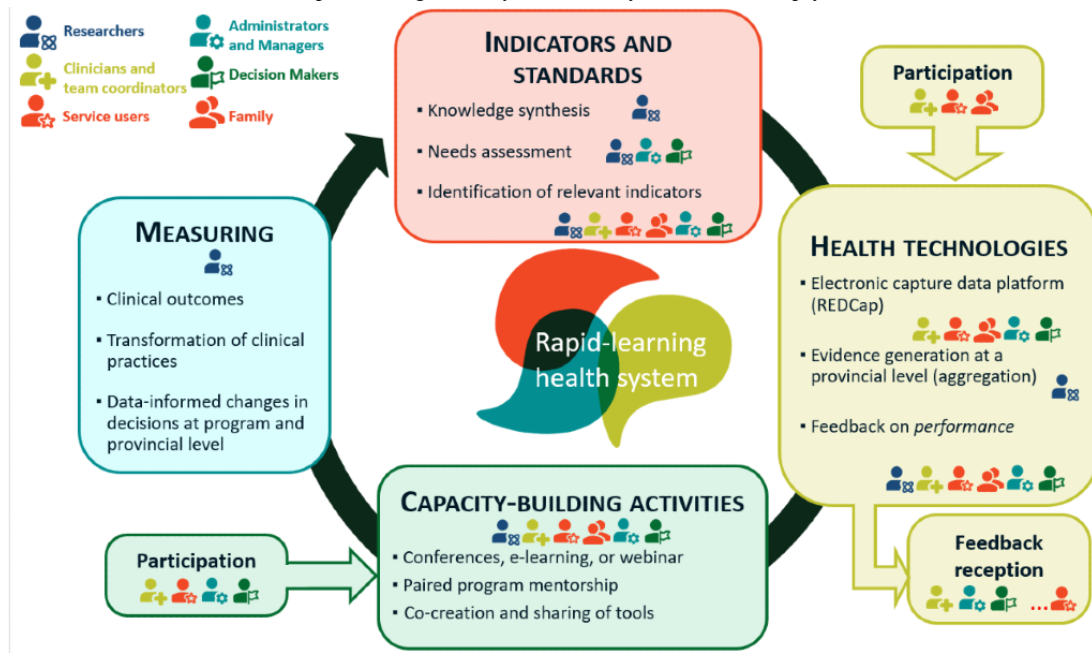 Researchers
Administrators
and Managers
Clinicians and
team coordinators
Decision Makers
Service users
Family
INDICATORS AND
STANDARDS
▪ Knowledge synthesis
▪ Needs assessment
▪ Identification of relevant indicators
Participation
HEALTH TECHNOLOGIES
▪ Electronic capture data platform
(REDCap)
▪ Evidence generation at a
provincial level (aggregation)
▪ Feedback on performance
MEASURING
▪ Clinical outcomes
▪ Transformation of clinical
practices
▪ Data-informed changes in
decisions at program and
provincial level
Rapid-learning
health system
CAPACITY-BUILDING ACTIVITIES
▪ Conferences, e-learning, or webinar
▪ Paired program mentorship
▪ Co-creation and sharing of tools
Participation
Feedback
reception
...